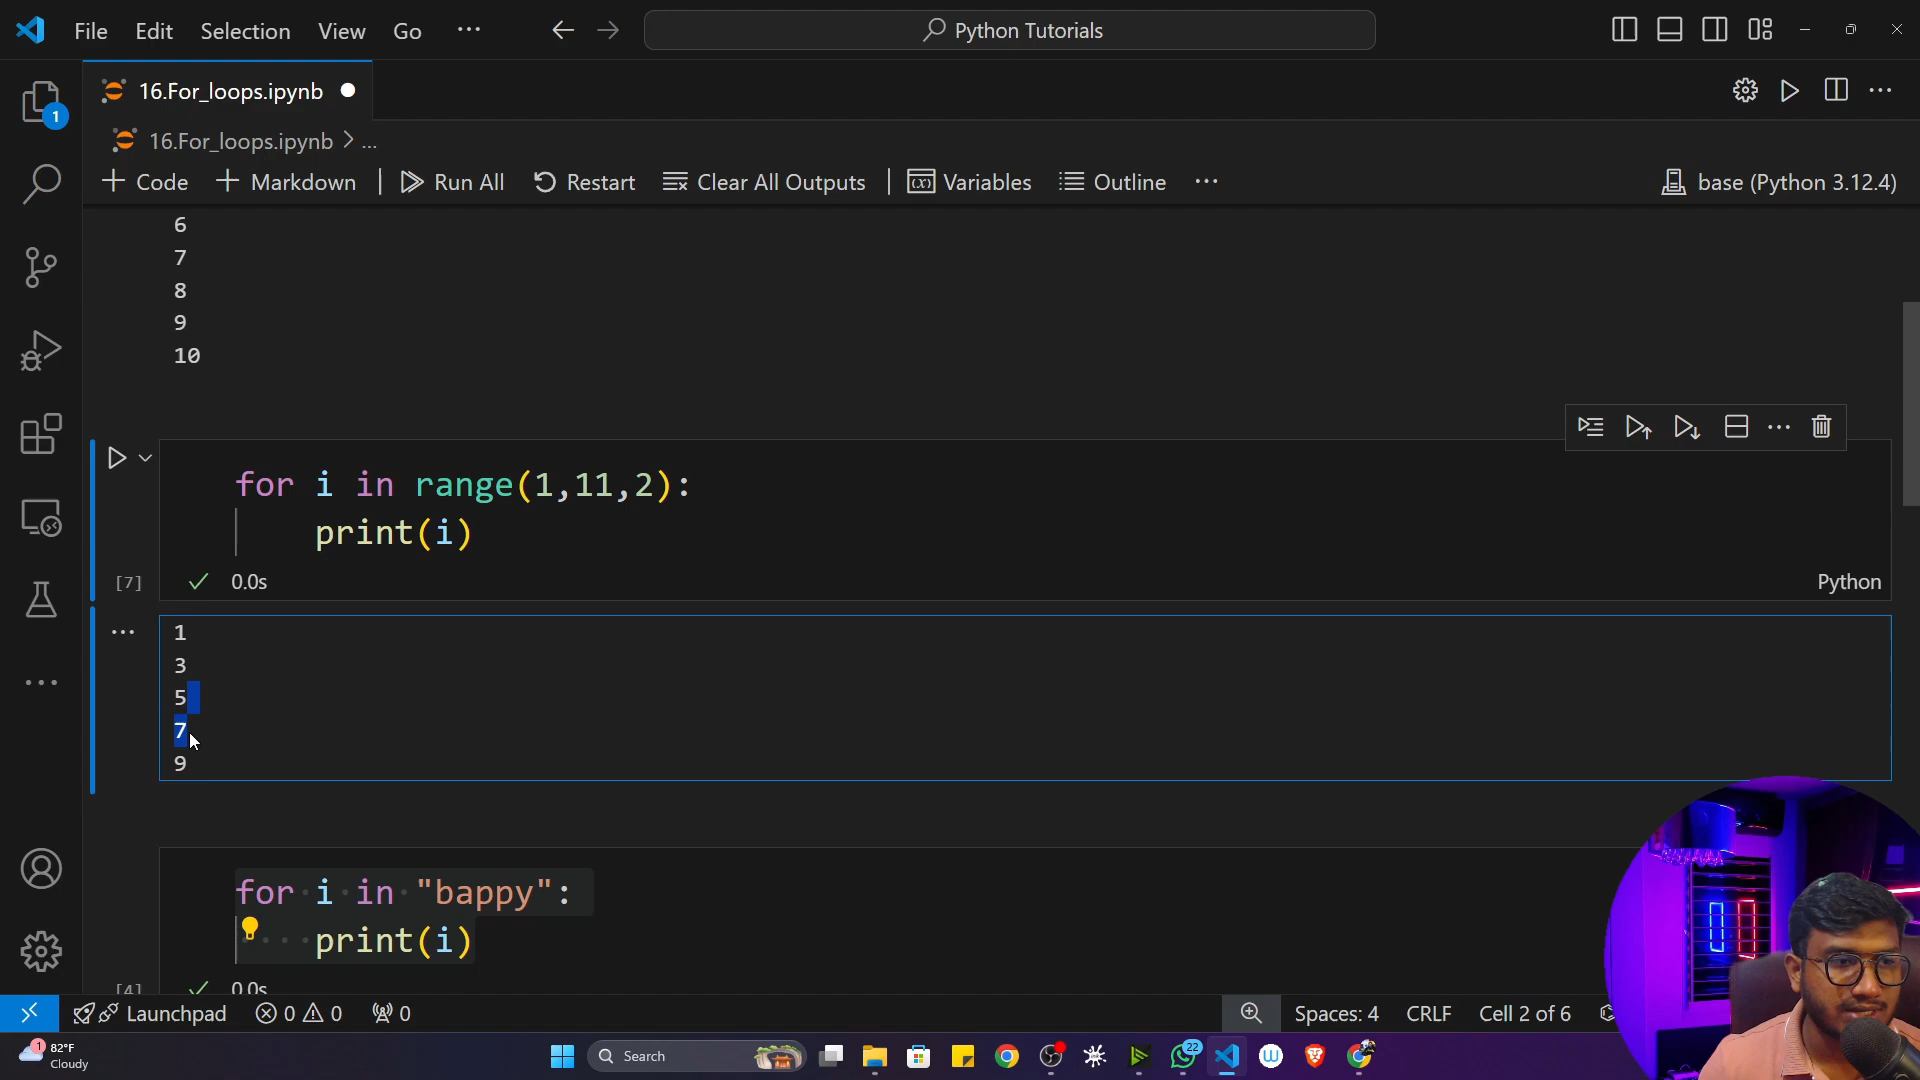 File Edit Selection View Go ···
Python Tutorials
16.For_loops.ipynb
1
16.For_loops.ipynb > ...
+ Code + Markdown Run All Restart Clear All Outputs Variables Outline ··· base (Python 3.12.4)
6
7
8
9
10
for i in range(1,11,2):
print(i)
[7] 0.0s Python
1
3
5
7
9
for i in "bappy":
print(i)
[4] 0.0s
Launchpad 0 0 0 Spaces: 4 CRLF Cell 2 of 6
1 82°F
Cloudy
Search
22